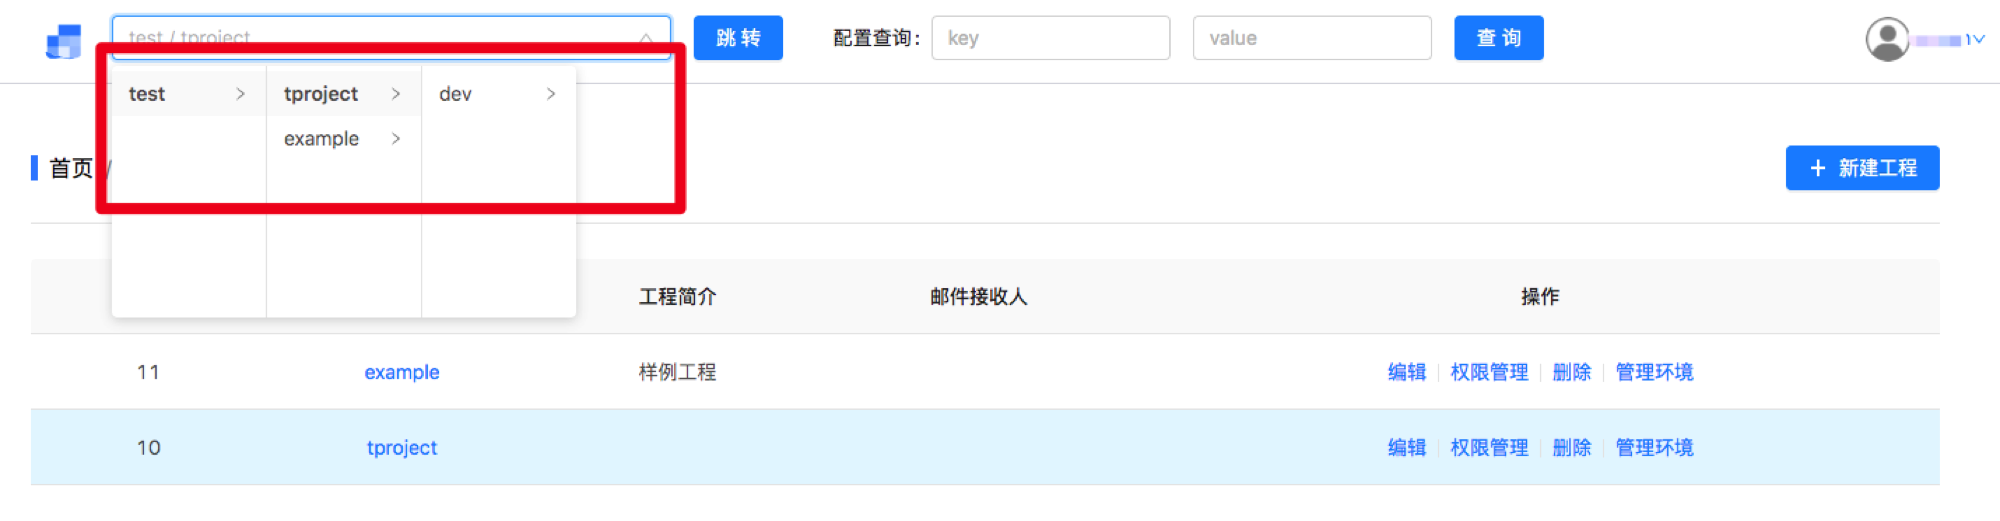 test / tproject
跳 转
配置查询：
key
value
查 询
test
tproject
dev
example
首页 /
+ 新建工程
工程简介
邮件接收人
操作
11
example
样例工程
编辑
权限管理
删除
管理环境
10
tproject
编辑
权限管理
删除
管理环境